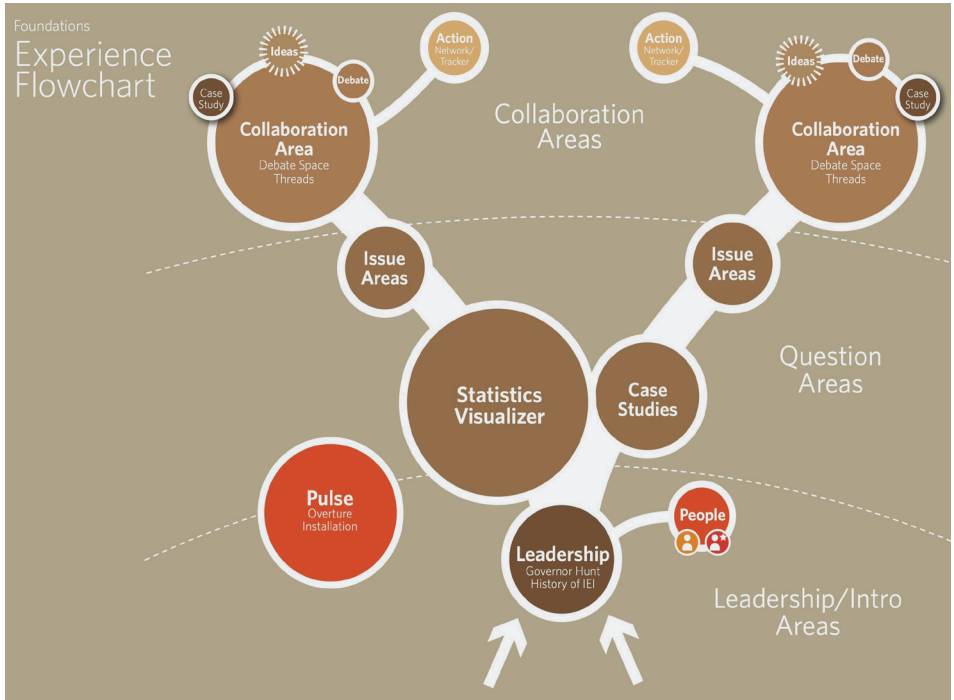 Foundations
Experience
Flowchart
Ideas
Debate
Case
Study
Collaboration
Area
Debate Space
Threads
Action
Network/
Tracker
Action
Network/
Tracker
Ideas
Debate
Case
Study
Collaboration
Area
Debate Space
Threads
Collaboration
Areas
Issue
Areas
Issue
Areas
Statistics
Visualizer
Case
Studies
Question
Areas
Pulse
Overture
Installation
Leadership
Governor Hunt
History of IEI
People
Leadership/Intro
Areas